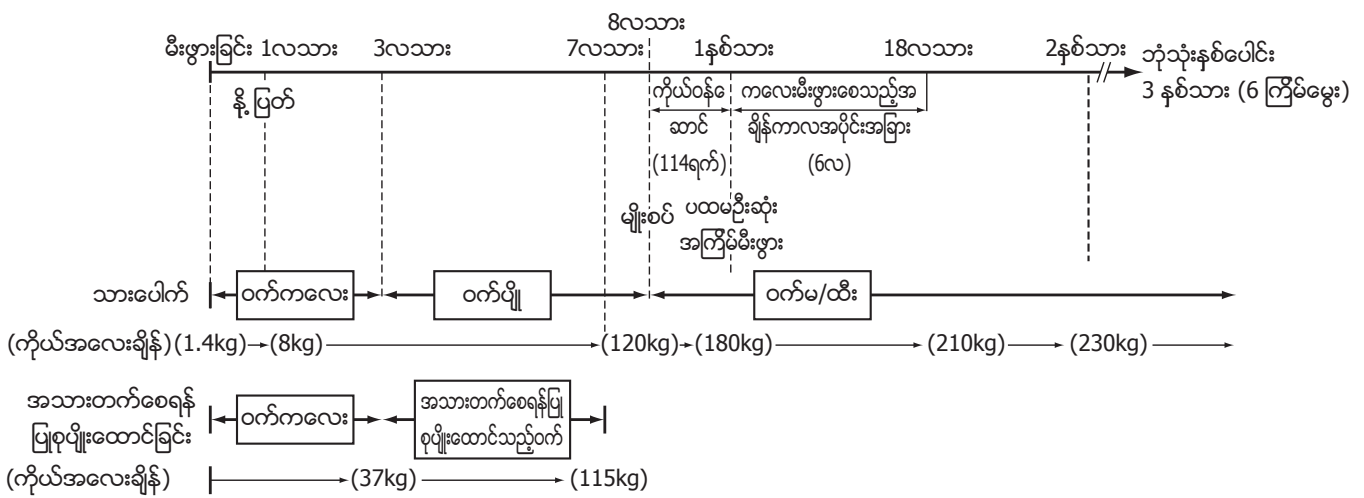 8လသား
မီးဖွားခြင်း 1လသား 3လသား 7လသား 1နှစ်သား 18လသား 2နှစ်သား
ဘုံသုံးနှစ်ပေါင်း
3 နှစ်သား (6 ကြိမ်မွေး)
နို့ ပြတ်
ကိုယ်ဝန်ဆောင်
(114ရက်)
ကလေးမီးဖွားစေသည့်အ
ချိန်ကာလအပိုင်းအခြား
(6လ)
မျိုးစပ်
ပထမဦးဆုံး
အကြိမ်မီးဖွား
သားပေါက် ဝက်ကလေး ဝက်ပျို ဝက်မ/ထီး
(ကိုယ်အလေးချိန်) (1.4kg) (8kg) (120kg) (180kg) (210kg) (230kg)
အသားတက်စေရန်
ပြုစုပျိုးထောင်ခြင်း
ဝက်ကလေး
အသားတက်စေရန်ပြု
စုပျိုးထောင်သည့်ဝက်
(ကိုယ်အလေးချိန်) (37kg) (115kg)